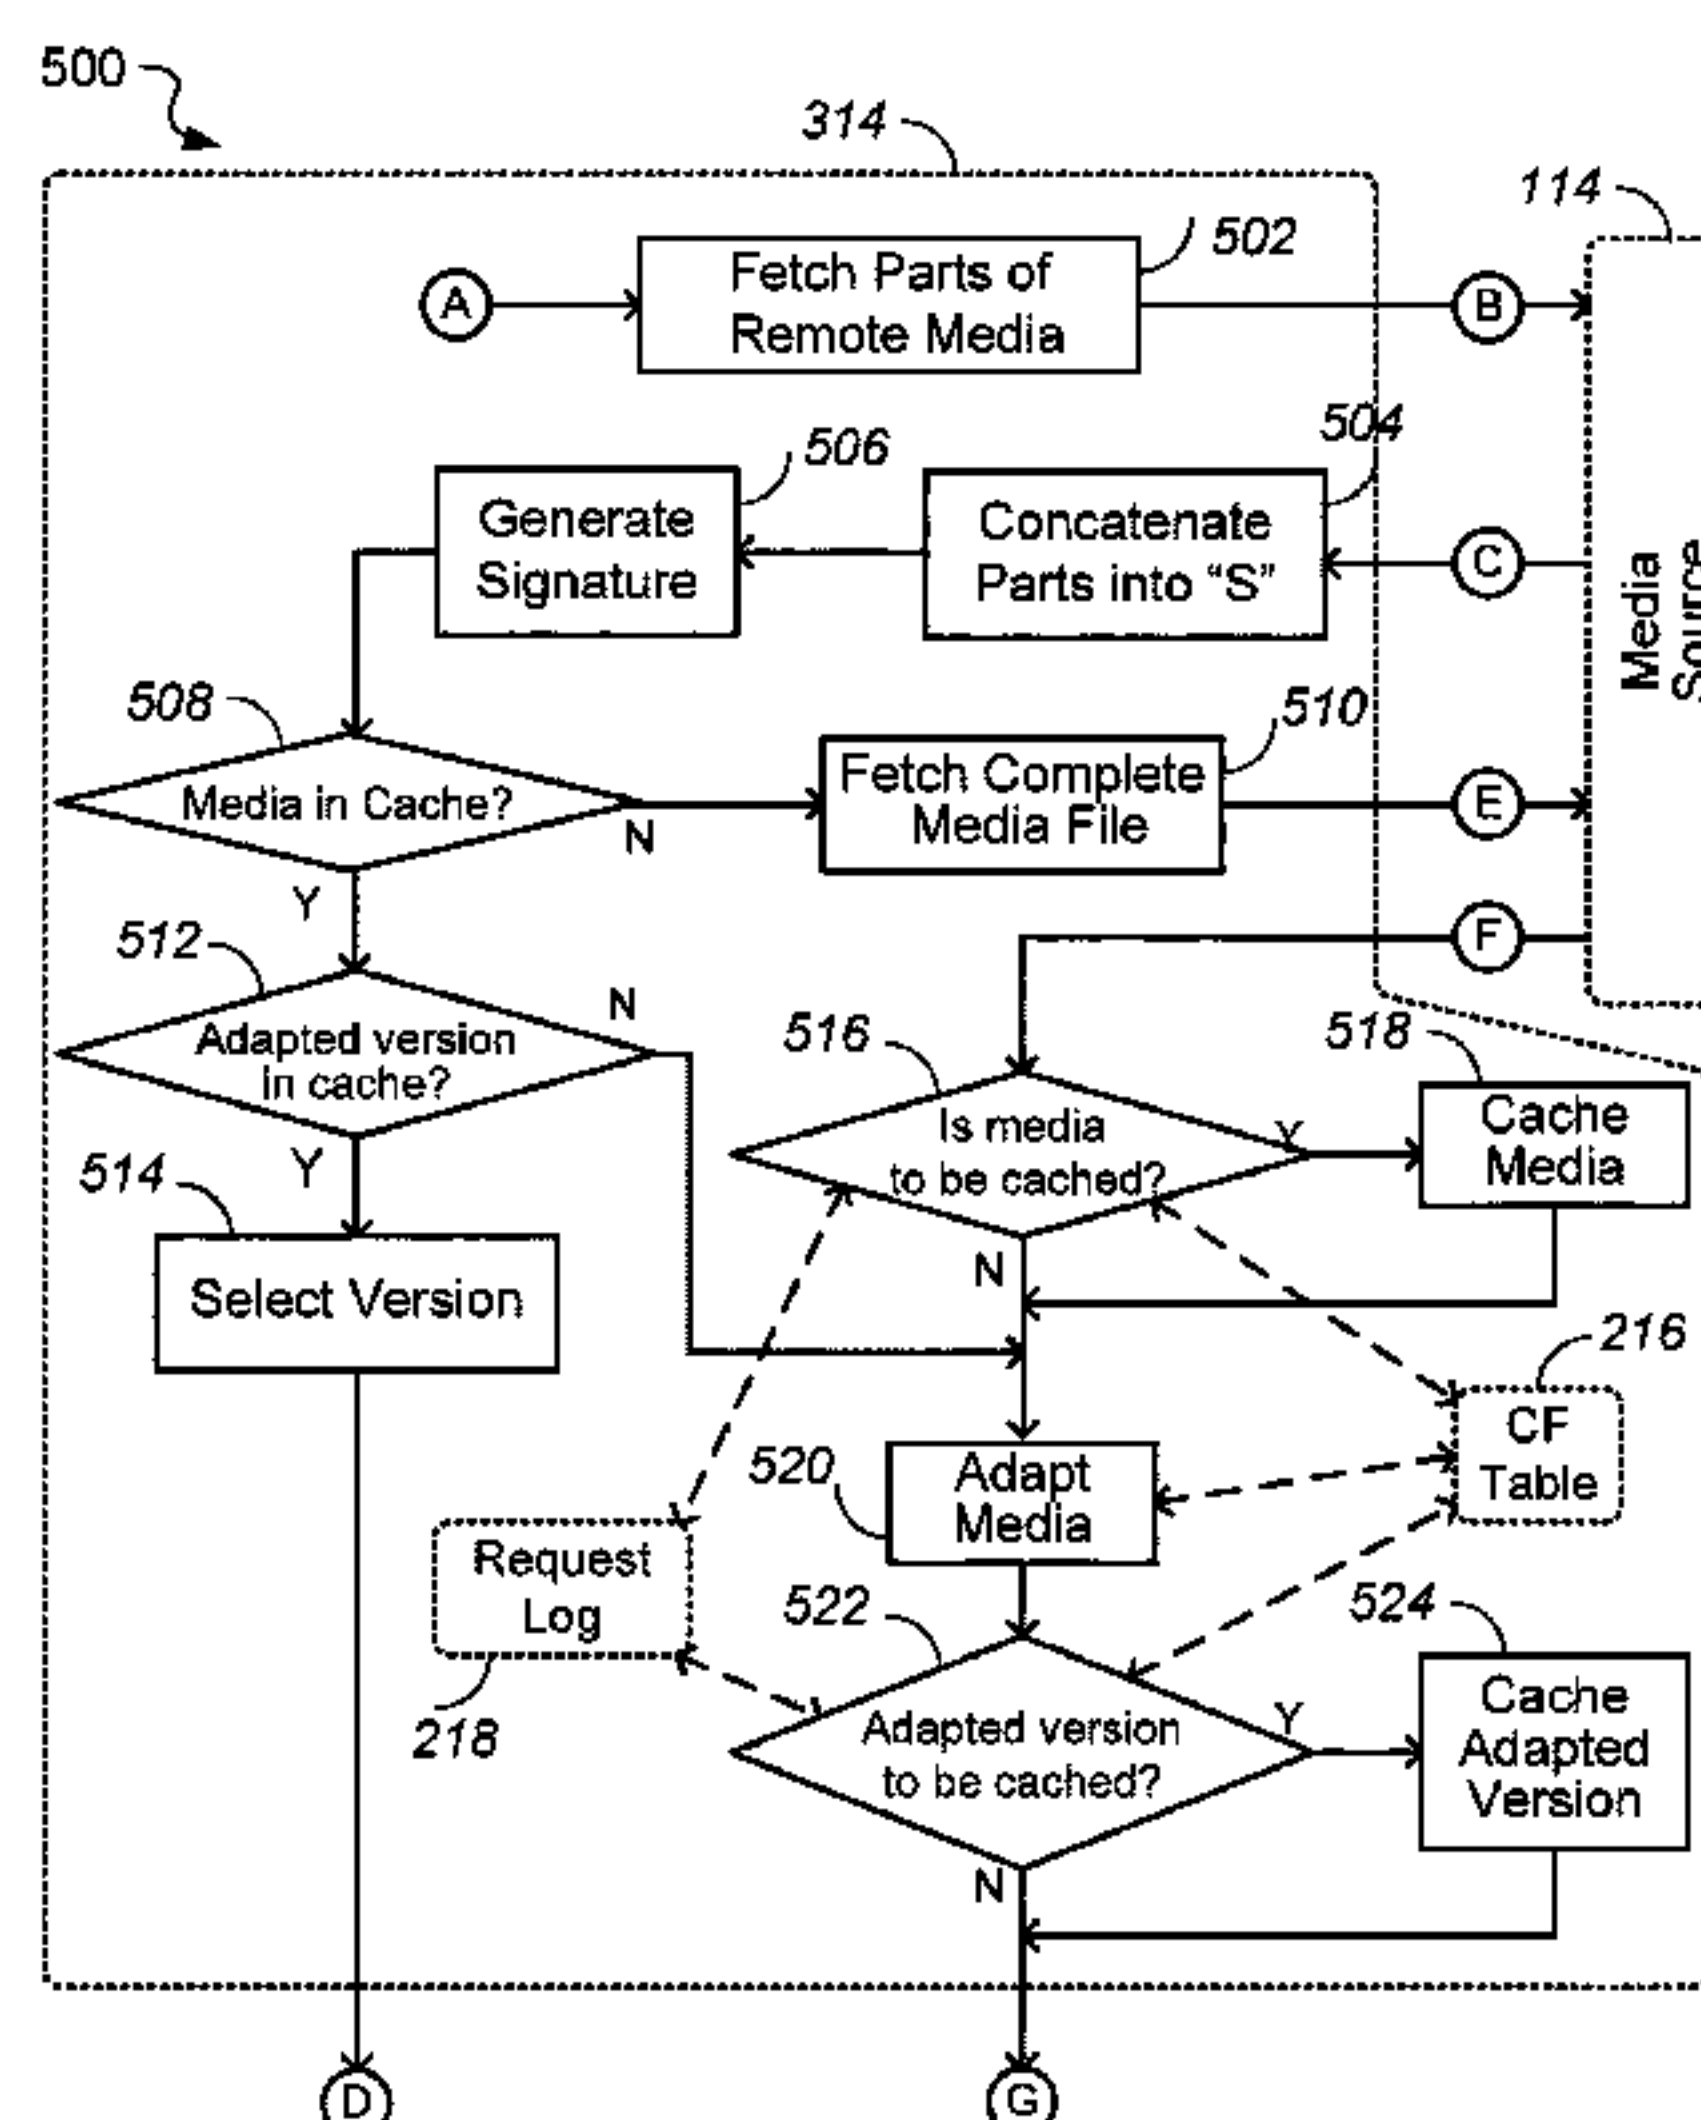 500
314
114
502
Fetch Parts of
Remote Media
A
B
504
506
Generate
Signature
Concatenate
Parts into “S”
C
Media
Source
508
510
Media in Cache?
N
Fetch Complete
Media File
E
Y
F
512
N
Adapted version
in cache?
516
518
Is media
to be cached?
Y
Cache
Media
Y
514
N
Select Version
216
CF
Table
520
Adapt
Media
Request
Log
522
524
218
Adapted version
to be cached?
Y
Cache
Adapted
Version
N
D
G